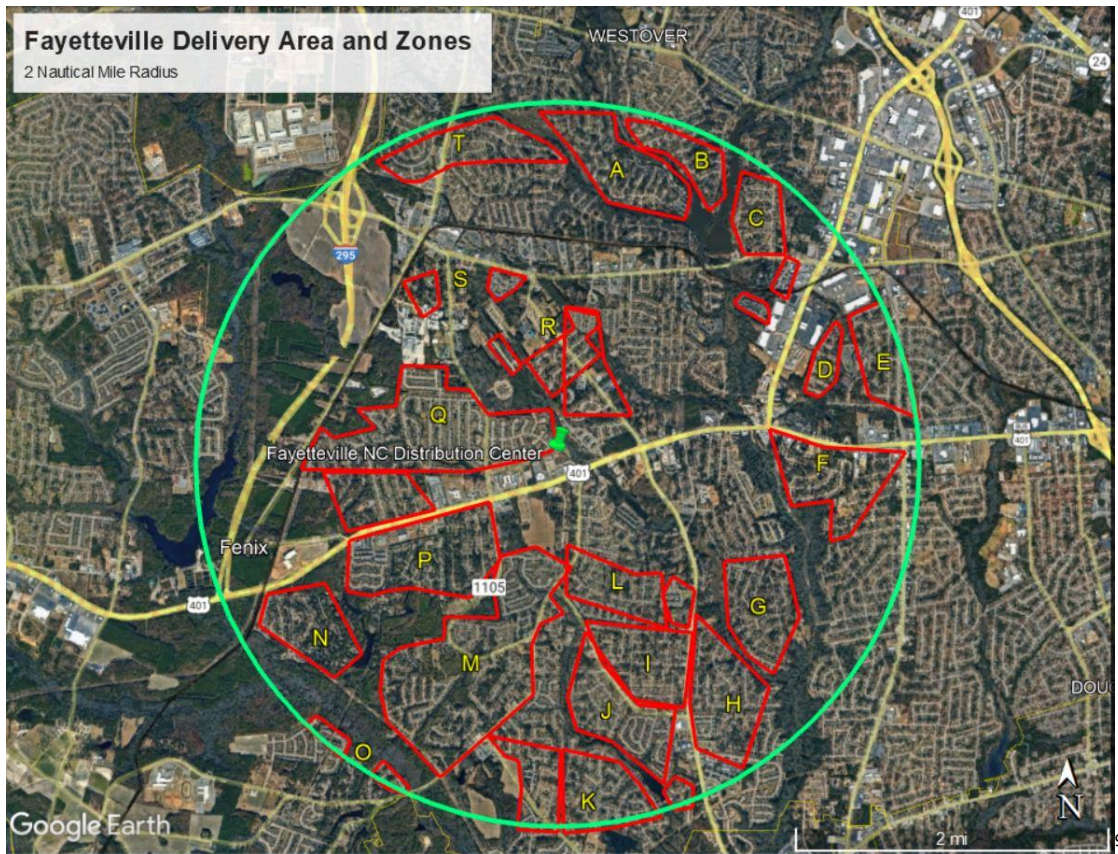 Fayetteville Delivery Area and Zones
2 Nautical Mile Radius
WESTOVER
401
24
T
A
B
C
295
S
R
D
E
Q
Fayetteville NC Distribution Center
401
401
F
Fenix
P
1105
L
G
401
N
M
I
J
H
O
K
N
2 mi
Google Earth